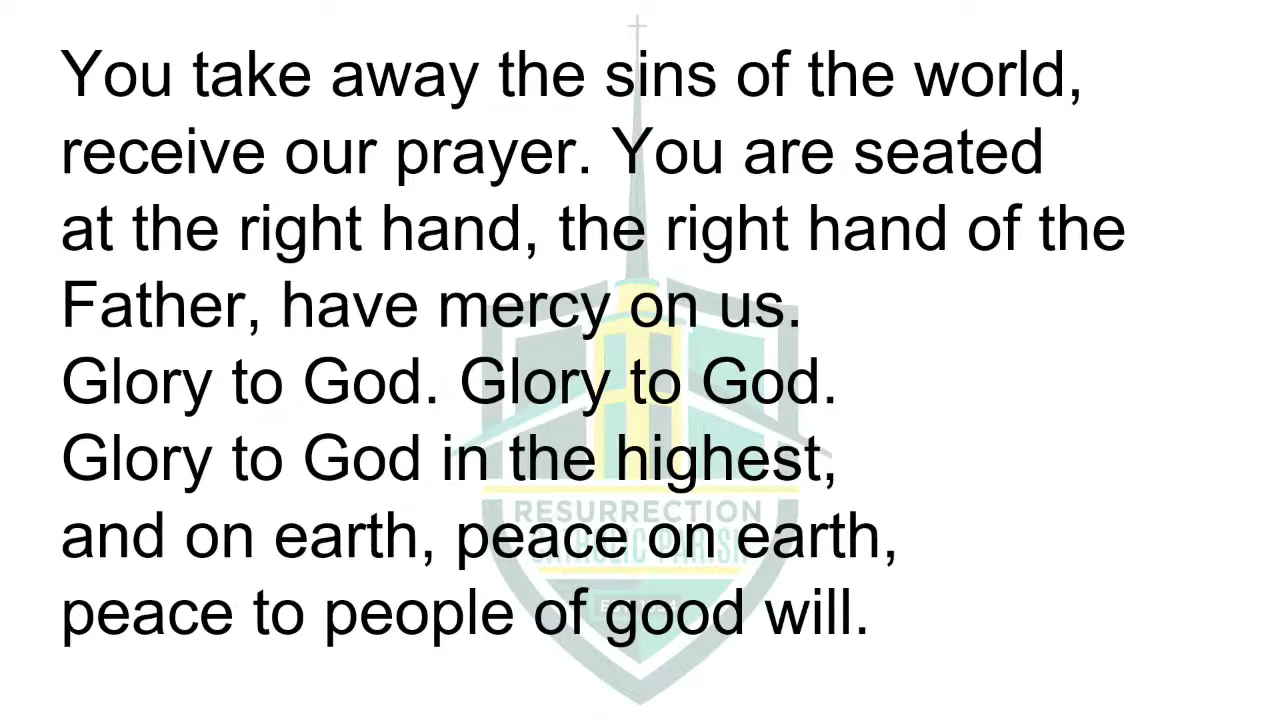 You take away the sins of the world,
receive our prayer. You are seated
at the right hand, the right hand of the
Father, have mercy on us.
Glory to God. Glory to God.
Glory to God in the highest,
RESURRECTION
and on earth, peace on earth,
CATHOLIC PARISH
peace to people of good will.